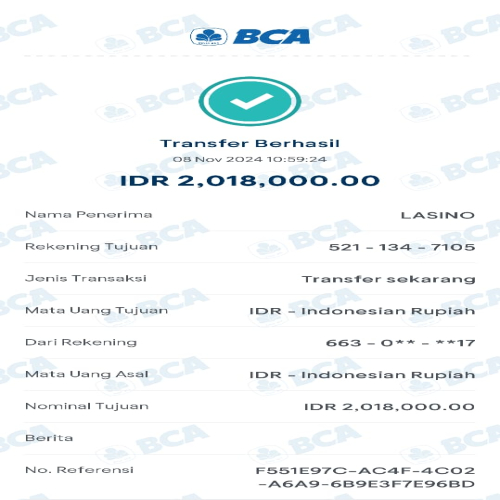 BCA
Transfer Berhasil
08 Nov 2024 10:59:24
IDR 2,018,000.00
Nama Penerima LASINO
Rekening Tujuan 521 - 134 - 7105
Jenis Transaksi Transfer sekarang
Mata Uang Tujuan IDR - Indonesian Rupiah
Dari Rekening 663 - 0** - **17
Mata Uang Asal IDR - Indonesian Rupiah
Nominal Tujuan IDR 2,018,000.00
Berita
No. Referensi F551E97C-AC4F-4C02
-A6A9-6B9E3F7E96BD